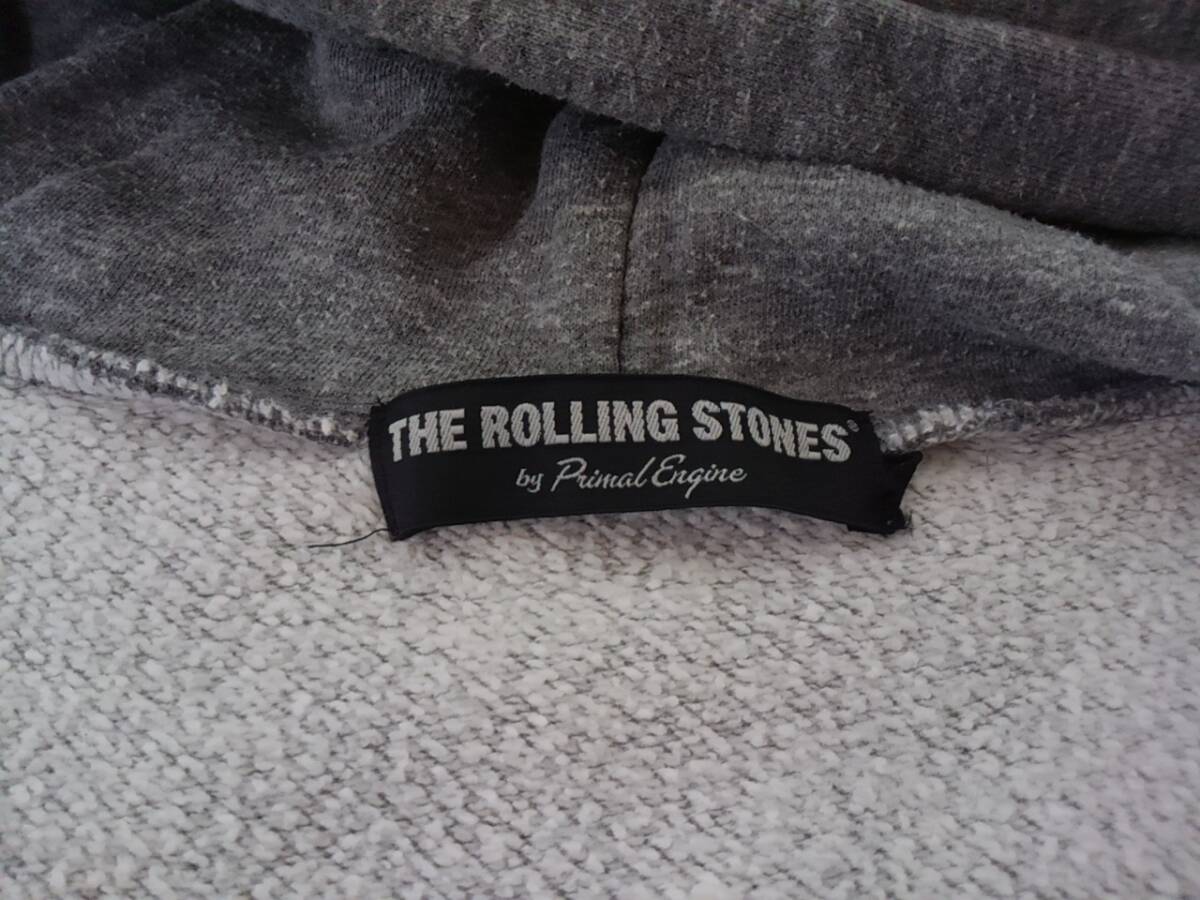 THE ROLLING STONES®
by Primal Engine